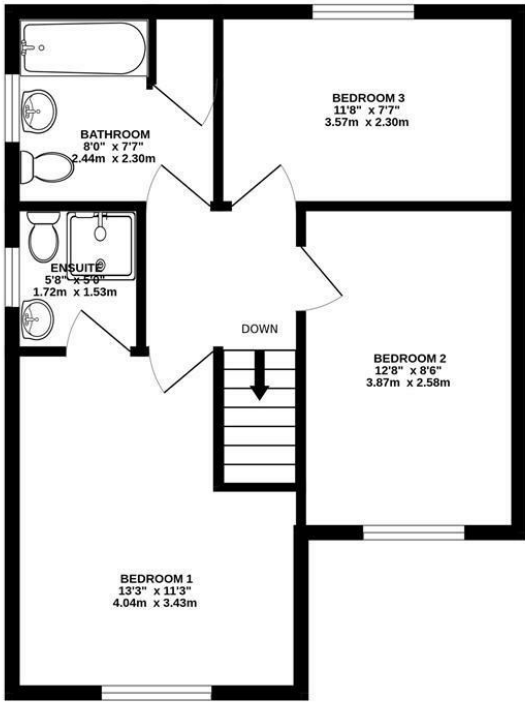 BEDROOM 3
11'8" x 7'7"
3.57m x 2.30m
BATHROOM
8'0" x 7'7"
2.44m x 2.30m
ENSUITE
5'8" x 5'0"
1.72m x 1.53m
DOWN
BEDROOM 2
12'8" x 8'6"
3.87m x 2.58m
BEDROOM 1
13'3" x 11'3"
4.04m x 3.43m